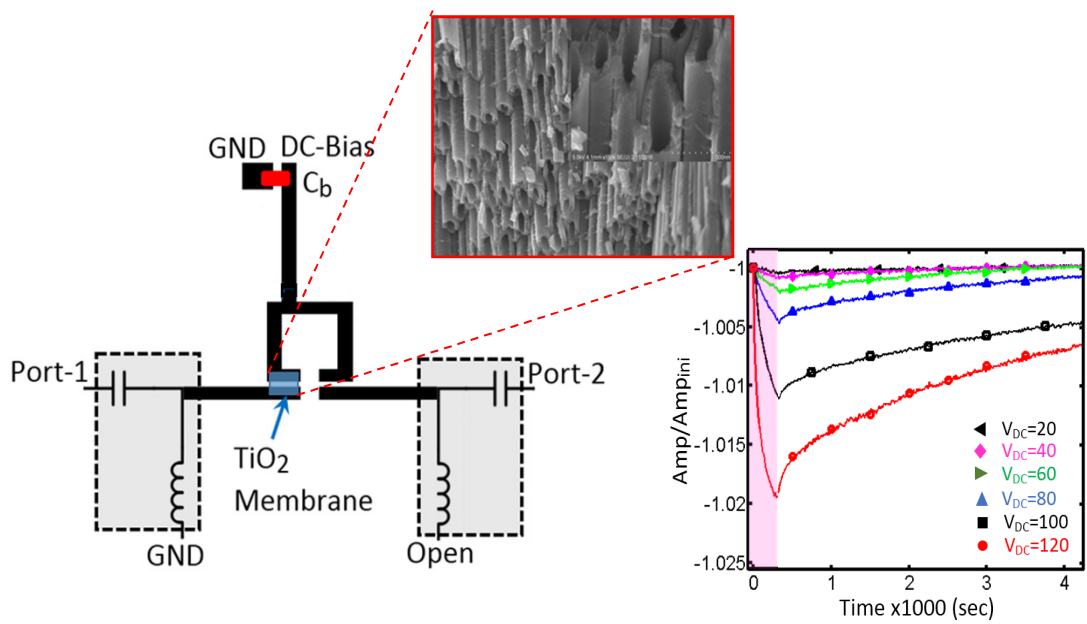 GND DC-Bias
C_b
Port-1
Port-2
TiO₂
Membrane
GND
Open
Amp/Amp_ini
-1
-1.005
-1.01
-1.015
-1.02
-1.025
V_DC=20
V_DC=40
V_DC=60
V_DC=80
V_DC=100
V_DC=120
0 1 2 3 4
Time x1000 (sec)